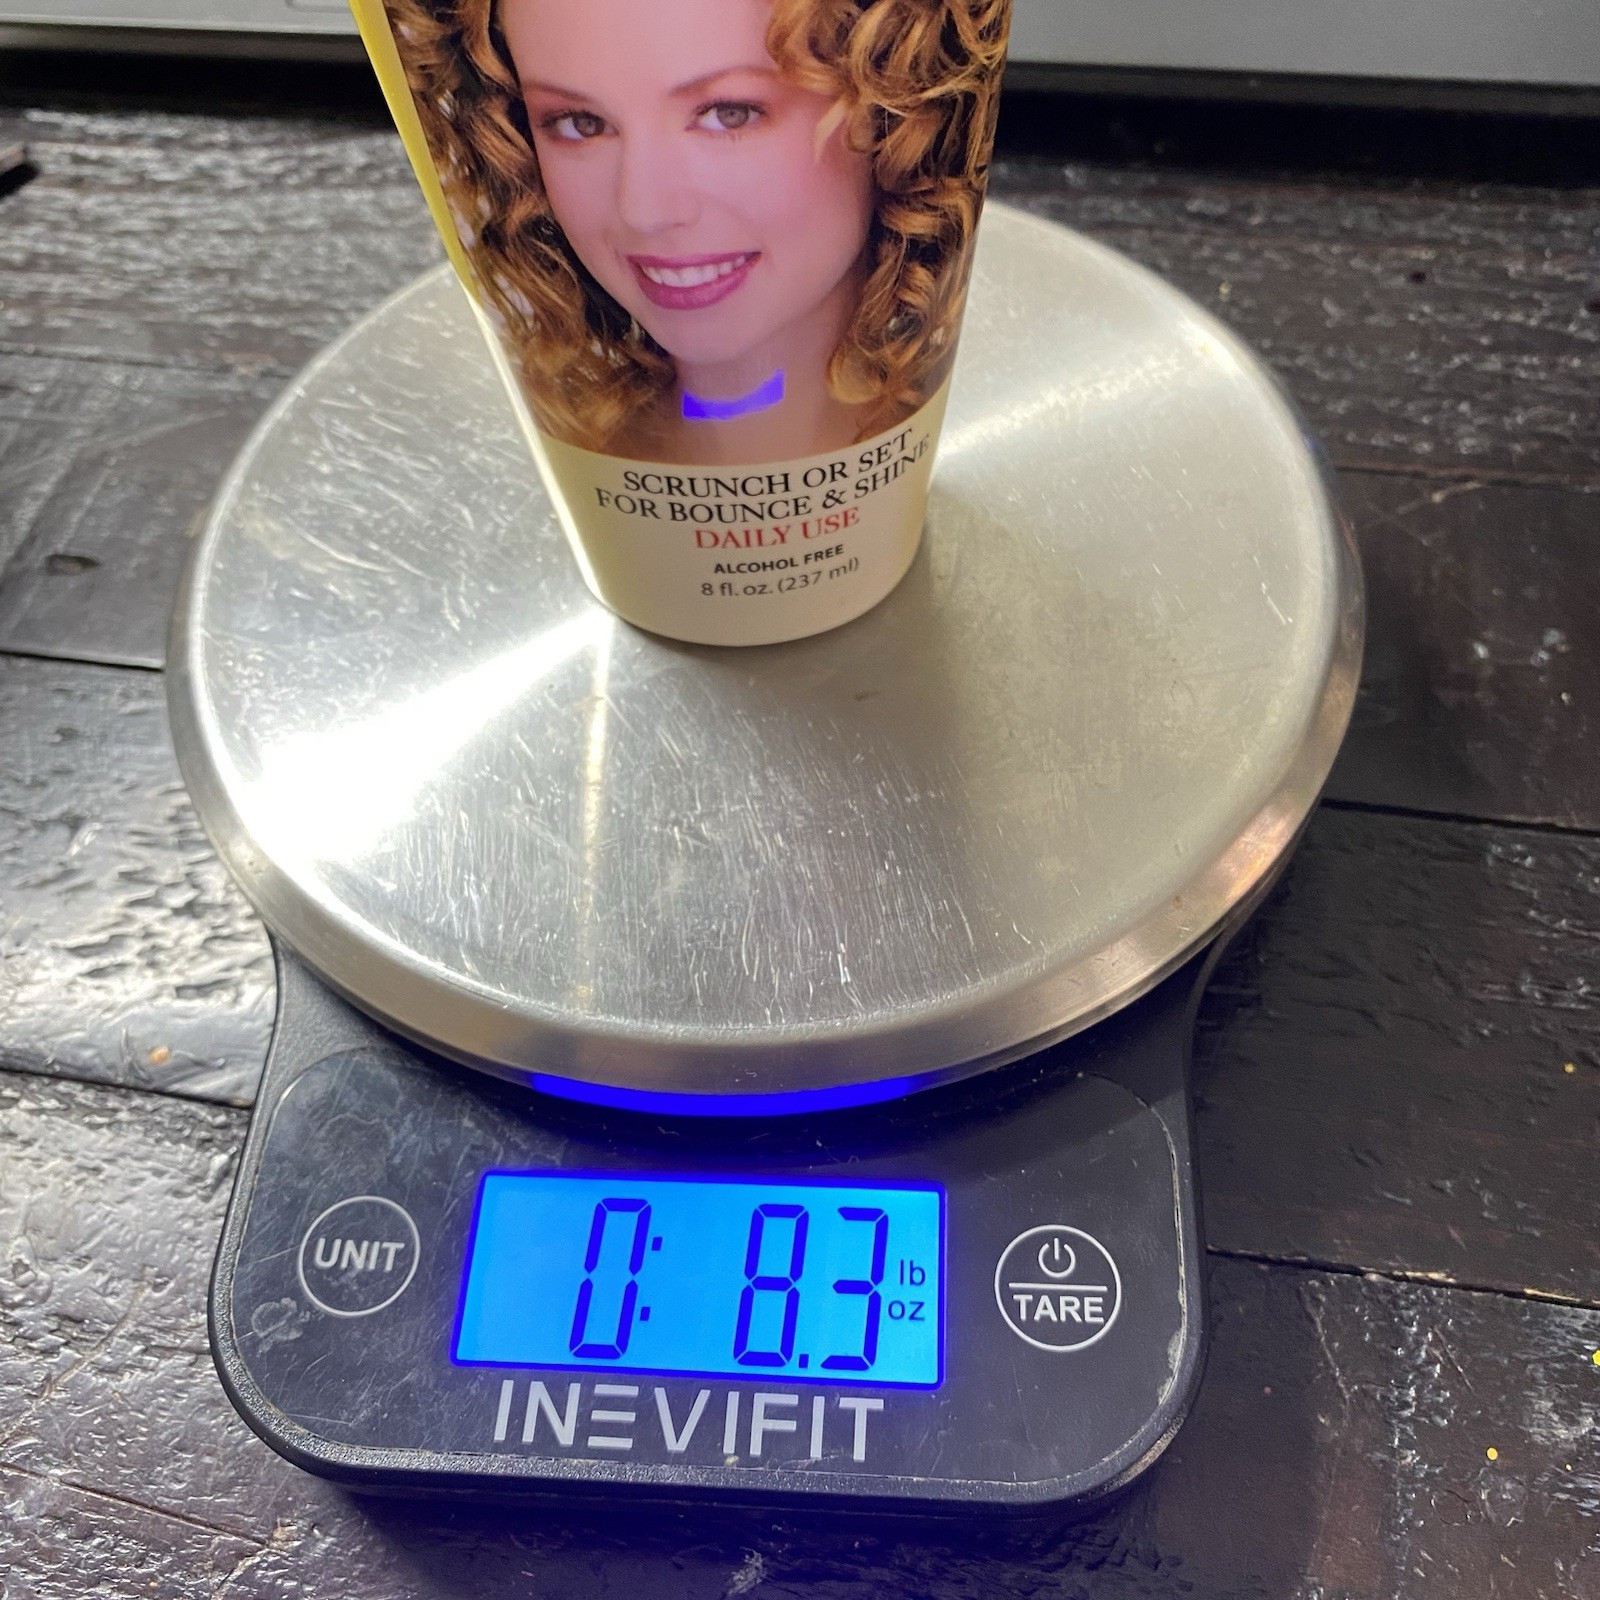 SCRUNCH OR SET
FOR BOUNCE & SHINE
DAILY USE
ALCOHOL FREE
8 fl. oz. (237 ml)
UNIT
0: 8.3 lb oz
TARE
INEVIFIT